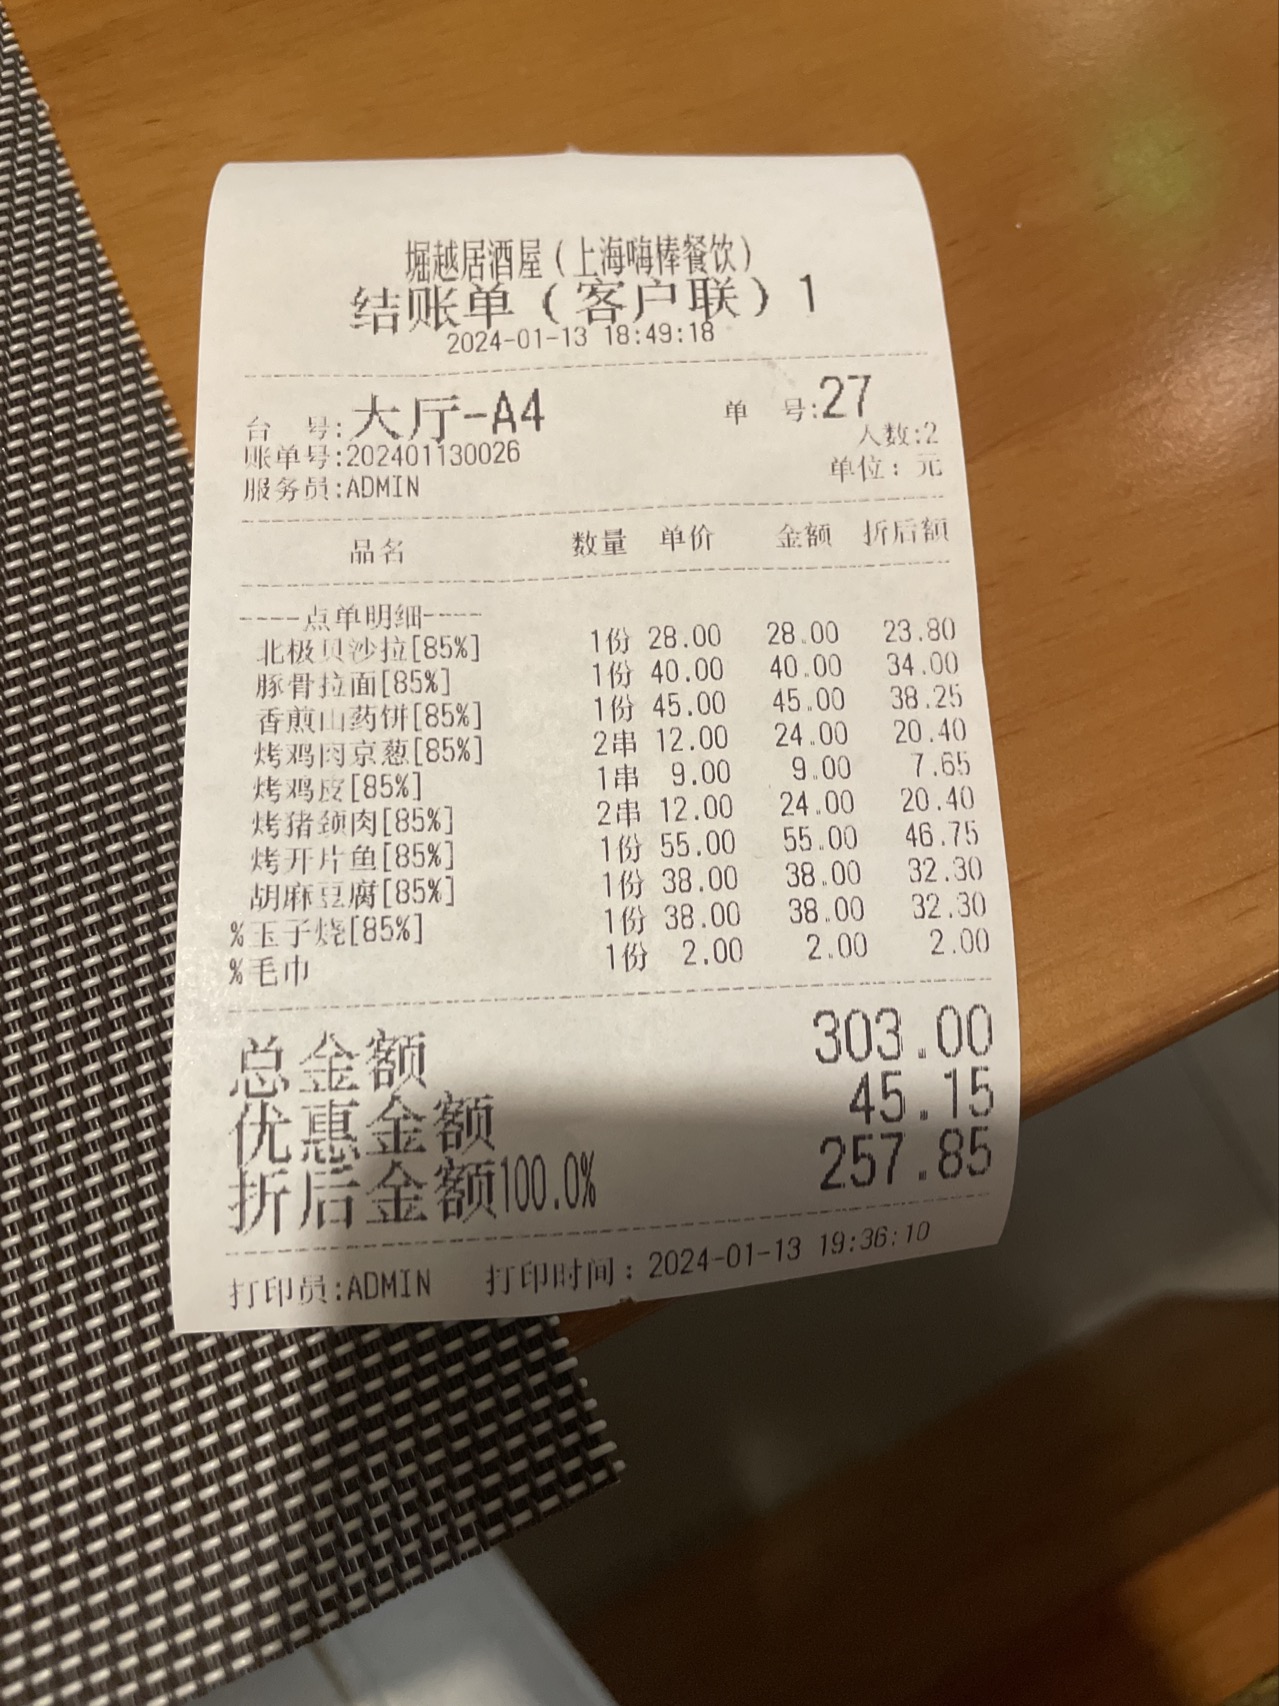 堀越居酒屋（上海嗨棒餐饮）
结账单（客户联）1
2024-01-13 18:49:18
台 号:大厅-A4 单 号:27
人数:2
账单号:202401130026
单位：元
服务员:ADMIN
品名 数量 单价 金额 折后额
----点单明细----
北极贝沙拉[85%] 1份 28.00 28.00 23.80
豚骨拉面[85%] 1份 40.00 40.00 34.00
香煎山药饼[85%] 1份 45.00 45.00 38.25
烤鸡肉京葱[85%] 2串 12.00 24.00 20.40
烤鸡皮[85%] 1串 9.00 9.00 7.65
烤猪颈肉[85%] 2串 12.00 24.00 20.40
烤开片鱼[85%] 1份 55.00 55.00 46.75
胡麻豆腐[85%] 1份 38.00 38.00 32.30
%玉子烧[85%] 1份 38.00 38.00 32.30
%毛巾 1份 2.00 2.00 2.00
总金额 303.00
优惠金额 45.15
折后金额100.0% 257.85
打印员:ADMIN 打印时间：2024-01-13 19:36:10